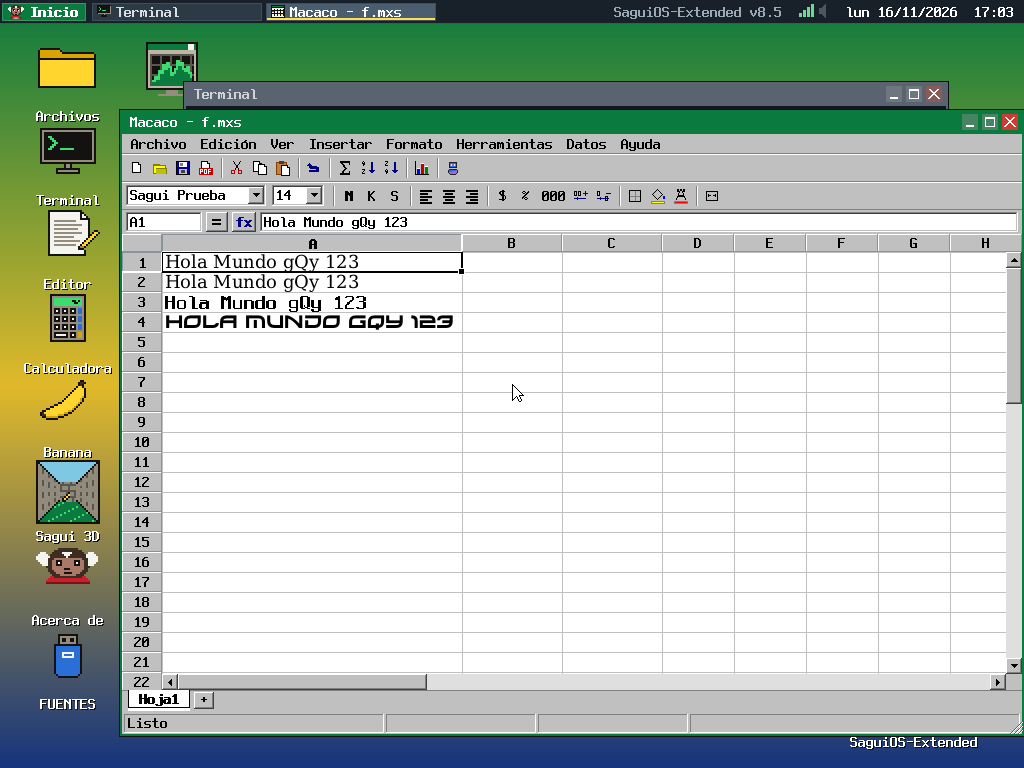 Inicio Terminal Macaco - f.mxs SaguiOS-Extended v8.5 lun 16/11/2026 17:03
Archivos
Terminal
Editor
Calculadora
Banana
Sagui 3D
Acerca de
FUENTES
Terminal
Macaco - f.mxs
Archivo Edición Ver Insertar Formato Herramientas Datos Ayuda
PDF
Sagui Prueba 14 N K S $ % 000
A1 = fx Hola Mundo gQy 123
A B C D E F G H
1 Hola Mundo gQy 123
2 Hola Mundo gQy 123
3 Hola Mundo gQy 123
4 HOLA MUNDO GQY 123
5
6
7
8
9
10
11
12
13
14
15
16
17
18
19
20
21
22
Hoja1 +
Listo
SaguiOS-Extended